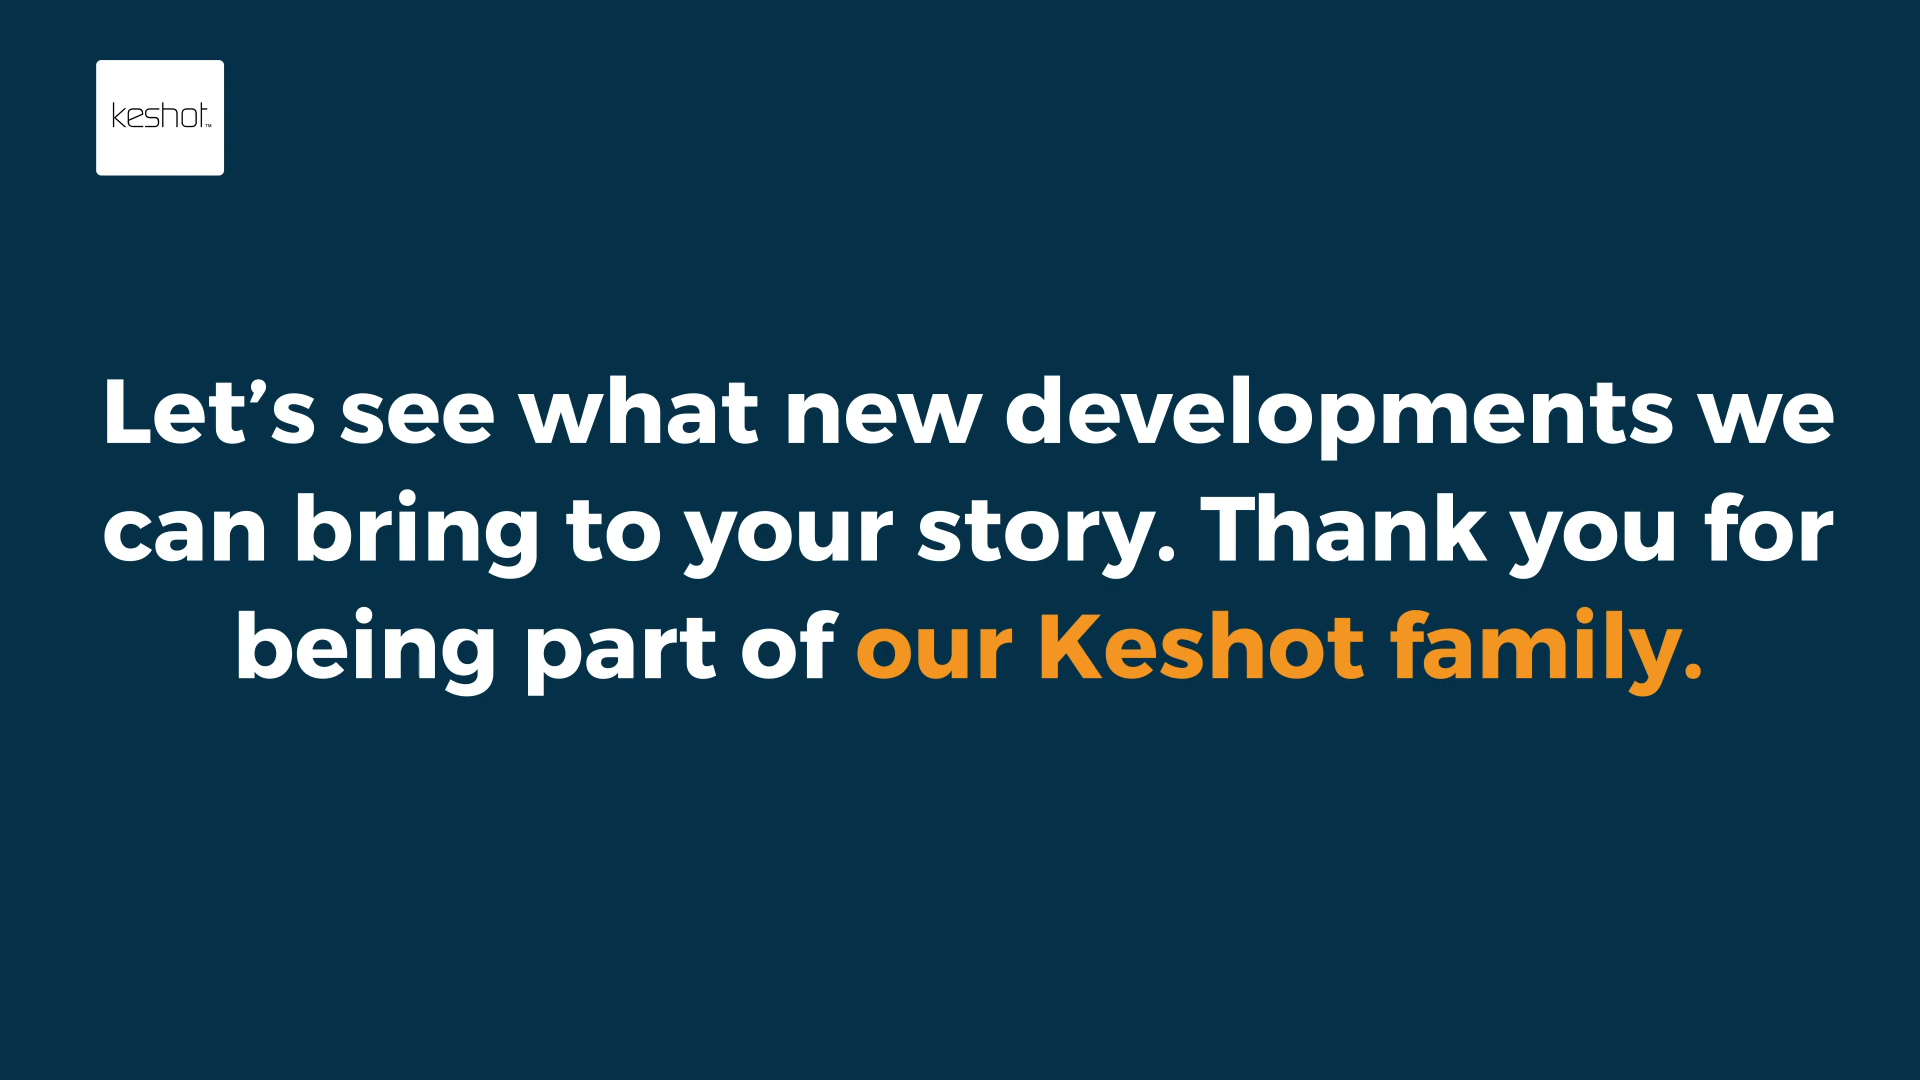 keshot™
Let’s see what new developments we
can bring to your story. Thank you for
being part of our Keshot family.